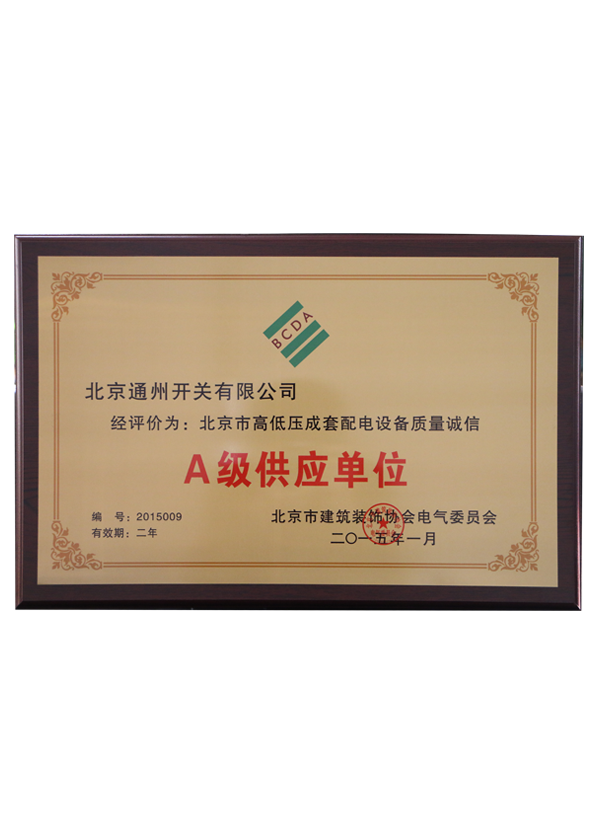 BCDA
北京通州开关有限公司
经评价为：北京市高低压成套配电设备质量诚信
A级供应单位
编　号：2015009
有效期：二年
北京市建筑装饰协会电气委员会
二〇一五年一月